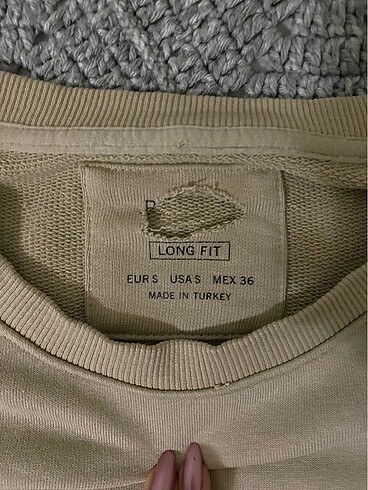 LONG FIT
EUR S USA S MEX 36
MADE IN TURKEY